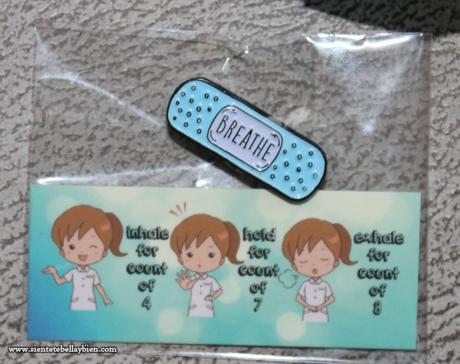 BREATHE
inhale
for
count
of
4
hold
for
count
of
7
exhale
for
count
of
8
www.sientetebellaybien.com